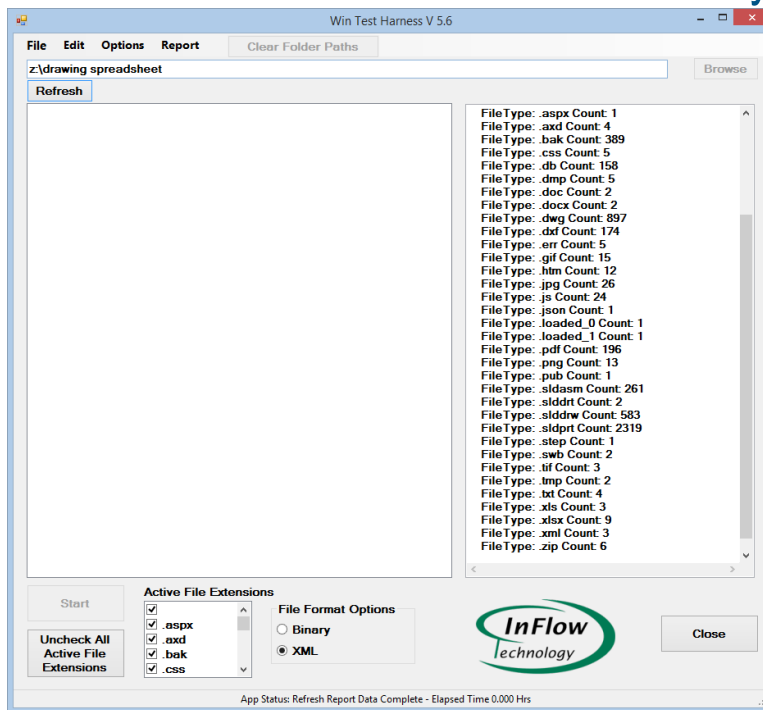 Win Test Harness V 5.6
File Edit Options Report Clear Folder Paths
z:\drawing spreadsheet Browse
Refresh
FileType: .aspx Count: 1
FileType: .axd Count: 4
FileType: .bak Count: 389
FileType: .css Count: 5
FileType: .db Count: 158
FileType: .dmp Count: 5
FileType: .doc Count: 2
FileType: .docx Count: 2
FileType: .dwg Count: 897
FileType: .dxf Count: 174
FileType: .err Count: 5
FileType: .gif Count: 15
FileType: .htm Count: 12
FileType: .jpg Count: 26
FileType: .js Count: 24
FileType: .json Count: 1
FileType: .loaded_0 Count: 1
FileType: .loaded_1 Count: 1
FileType: .pdf Count: 196
FileType: .png Count: 13
FileType: .pub Count: 1
FileType: .sldasm Count: 261
FileType: .slddrt Count: 2
FileType: .slddrw Count: 583
FileType: .sldprt Count: 2319
FileType: .step Count: 1
FileType: .swb Count: 2
FileType: .tif Count: 3
FileType: .tmp Count: 2
FileType: .txt Count: 4
FileType: .xls Count: 3
FileType: .xlsx Count: 9
FileType: .xml Count: 3
FileType: .zip Count: 6
Start
Uncheck All
Active File
Extensions
Active File Extensions
.aspx
.axd
.bak
.css
File Format Options
Binary
XML
InFlow
Technology
Close
App Status: Refresh Report Data Complete - Elapsed Time 0.000 Hrs